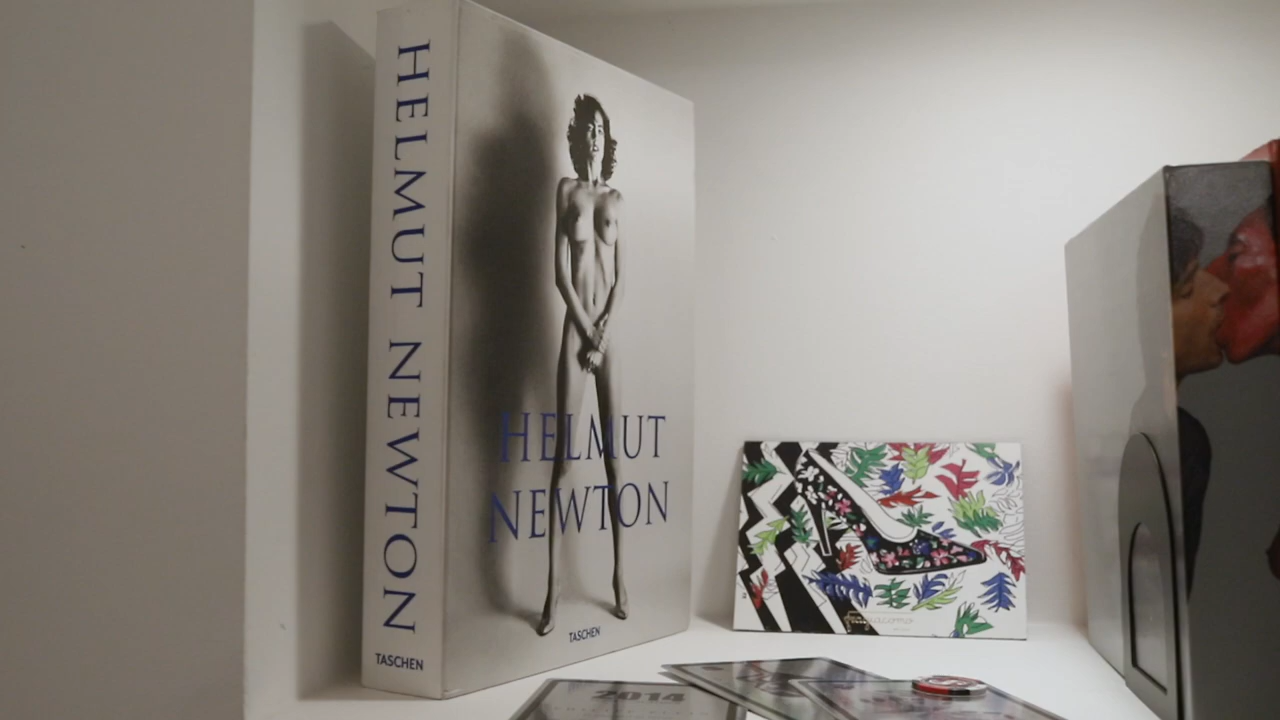 HELMUT NEWTON
TASCHEN
HELMUT
NEWTON
TASCHEN
2014